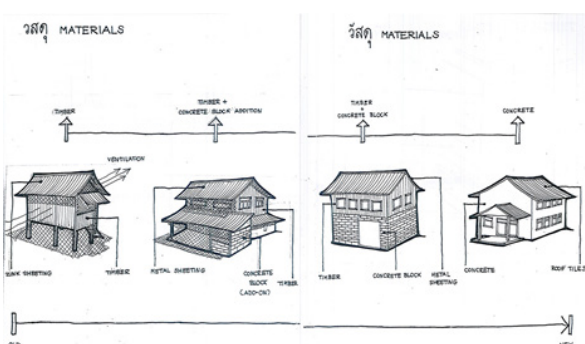 วสดุ MATERIALS
วัสดุ MATERIALS
TIMBER
TIMBER +
CONCRETE BLOCK ADDITION
TIMBER
+
CONCRETE BLOCK
CONCRETE
VENTILATION
SHEETING
TIMBER
METAL SHEETING
CONCRETE
BLOCK
(ADD-ON)
TIMBER
TIMBER
CONCRETE BLOCK
METAL
SHEETING
CONCRETE
ROOF TILES